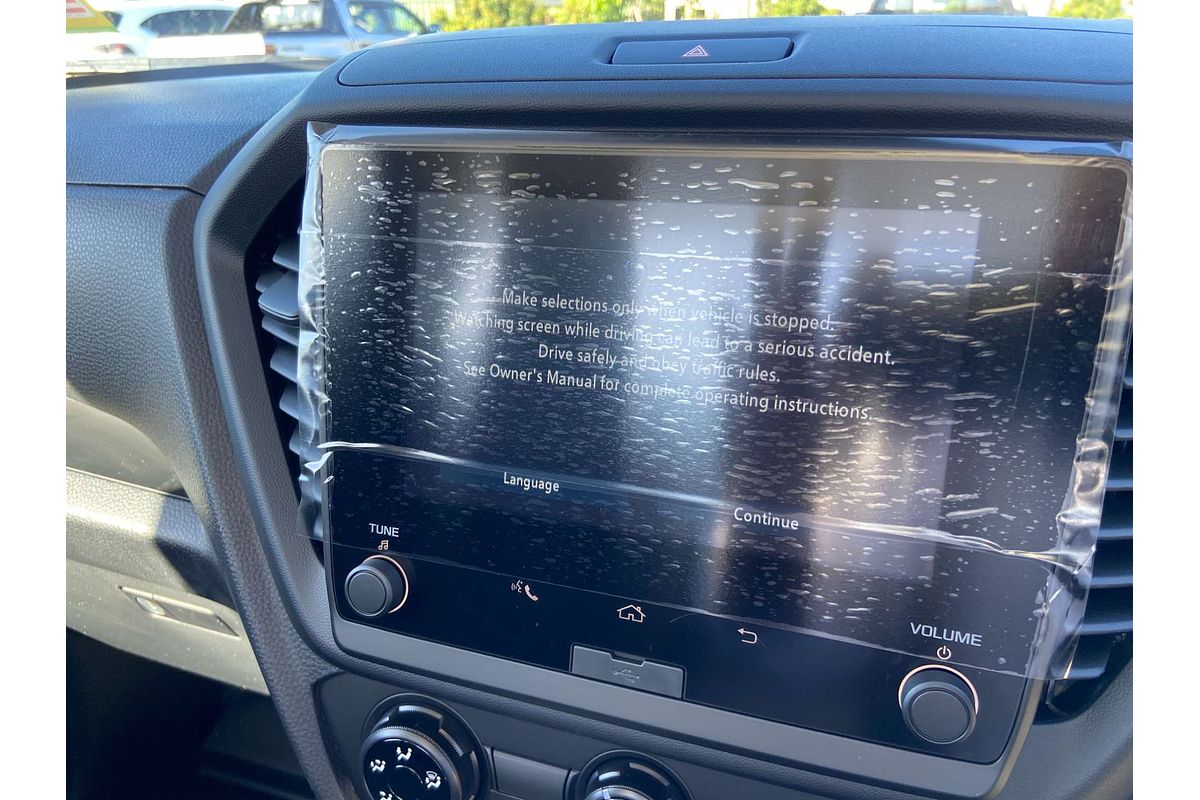 Make selections only when vehicle is stopped.
Watching screen while driving can lead to a serious accident.
Drive safely and obey traffic rules.
See Owner's Manual for complete operating instructions.
Language
Continue
TUNE
VOLUME